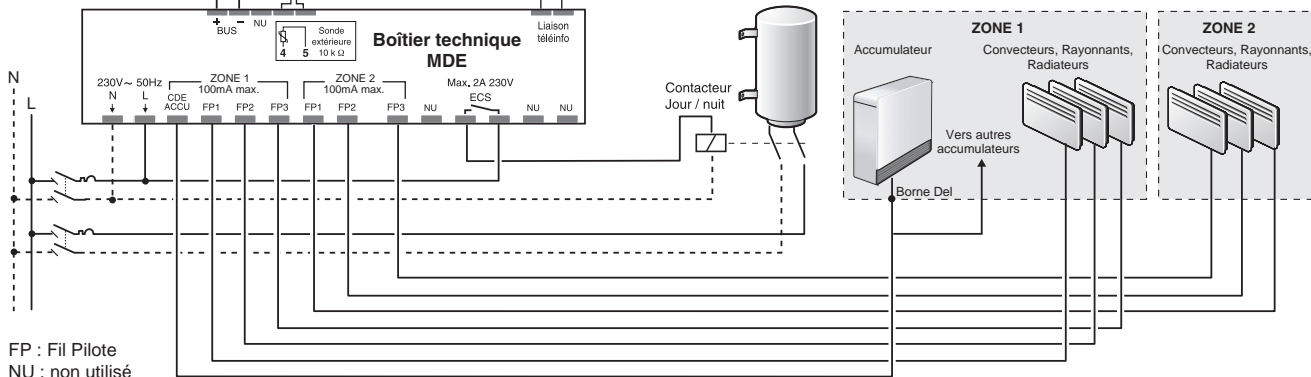 + BUS − NU
4 5
Sonde
extérieure
10 k Ω
Boîtier technique
MDE
Liaison
téléinfo
230V~ 50Hz
N L
CDE
ACCU
ZONE 1
100mA max.
FP1 FP2 FP3
ZONE 2
100mA max.
FP1 FP2 FP3
NU
Max. 2A 230V
ECS
NU NU
N
L
Contacteur
Jour / nuit
ZONE 1
Accumulateur
Convecteurs, Rayonnants,
Radiateurs
Vers autres
accumulateurs
Borne Del
ZONE 2
Convecteurs, Rayonnants,
Radiateurs
FP : Fil Pilote
NU : non utilisé